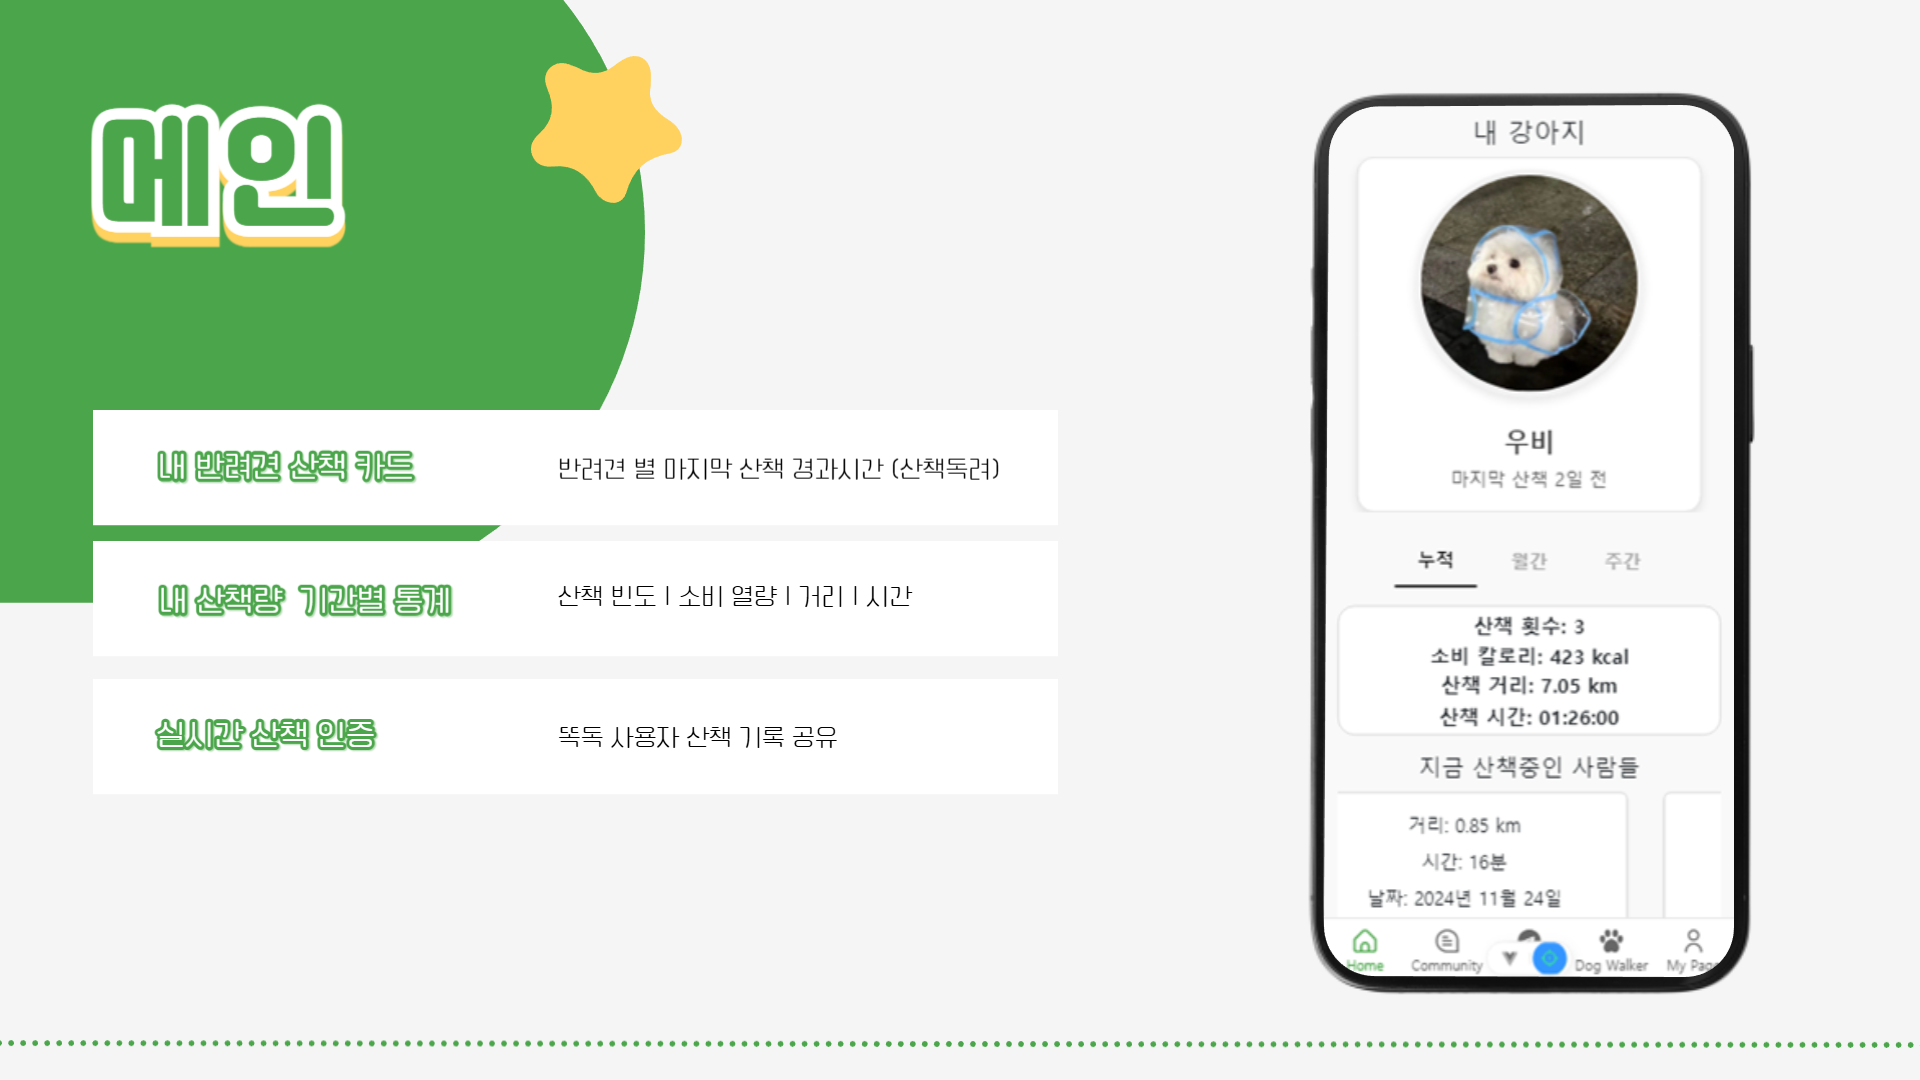 메인
내 반려견 산책 카드
반려견 별 마지막 산책 경과시간 (산책독려)
내 산책량 기간별 통계
산책 빈도 | 소비 열량 | 거리 | 시간
실시간 산책 인증
똑독 사용자 산책 기록 공유
내 강아지
우비
마지막 산책 2일 전
누적 월간 주간
산책 횟수: 3
소비 칼로리: 423 kcal
산책 거리: 7.05 km
산책 시간: 01:26:00
지금 산책중인 사람들
거리: 0.85 km
시간: 16분
날짜: 2024년 11월 24일
Home Community Dog Walker My Page